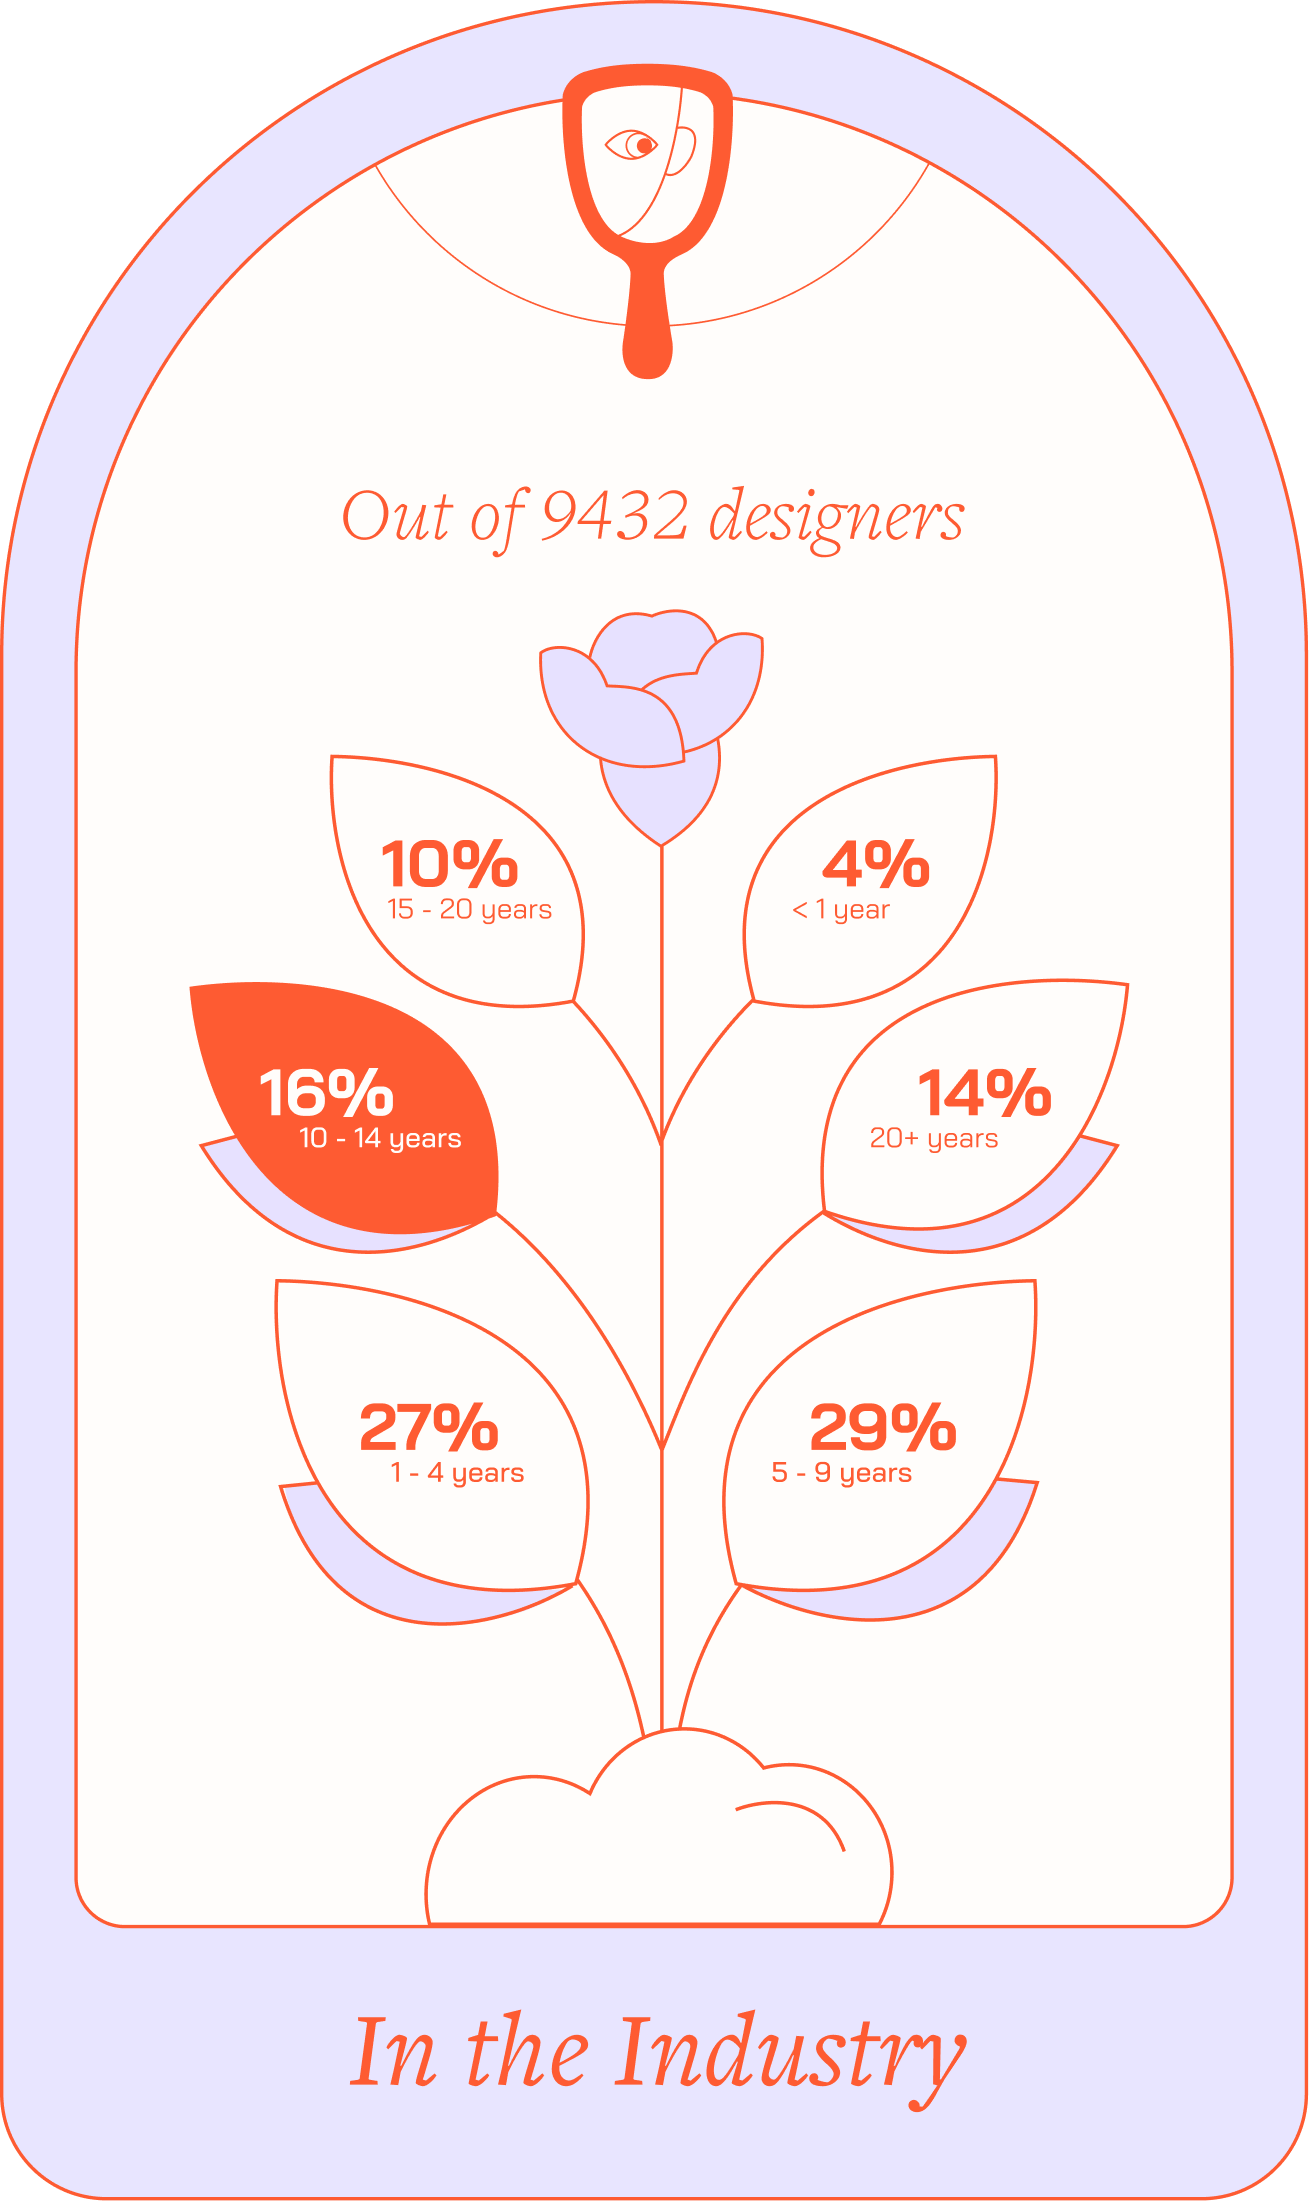 Out of 9432 designers
10%
15 - 20 years
4%
< 1 year
16%
10 - 14 years
14%
20+ years
27%
1 - 4 years
29%
5 - 9 years
In the Industry